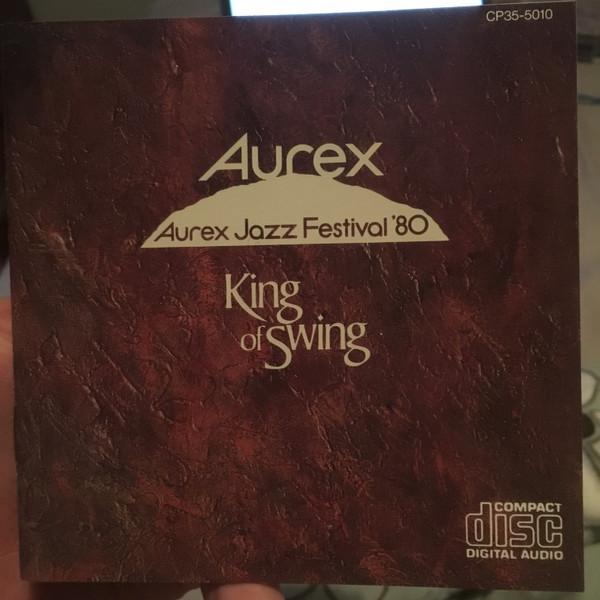 CP35-5010
Aurex
Aurex Jazz Festival '80
King
of Swing
COMPACT
disc
DIGITAL AUDIO